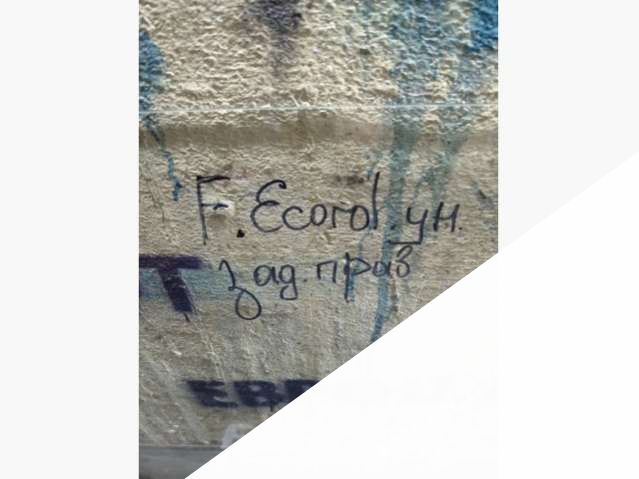 F. Ecorol. ун.
зад. праз
Т